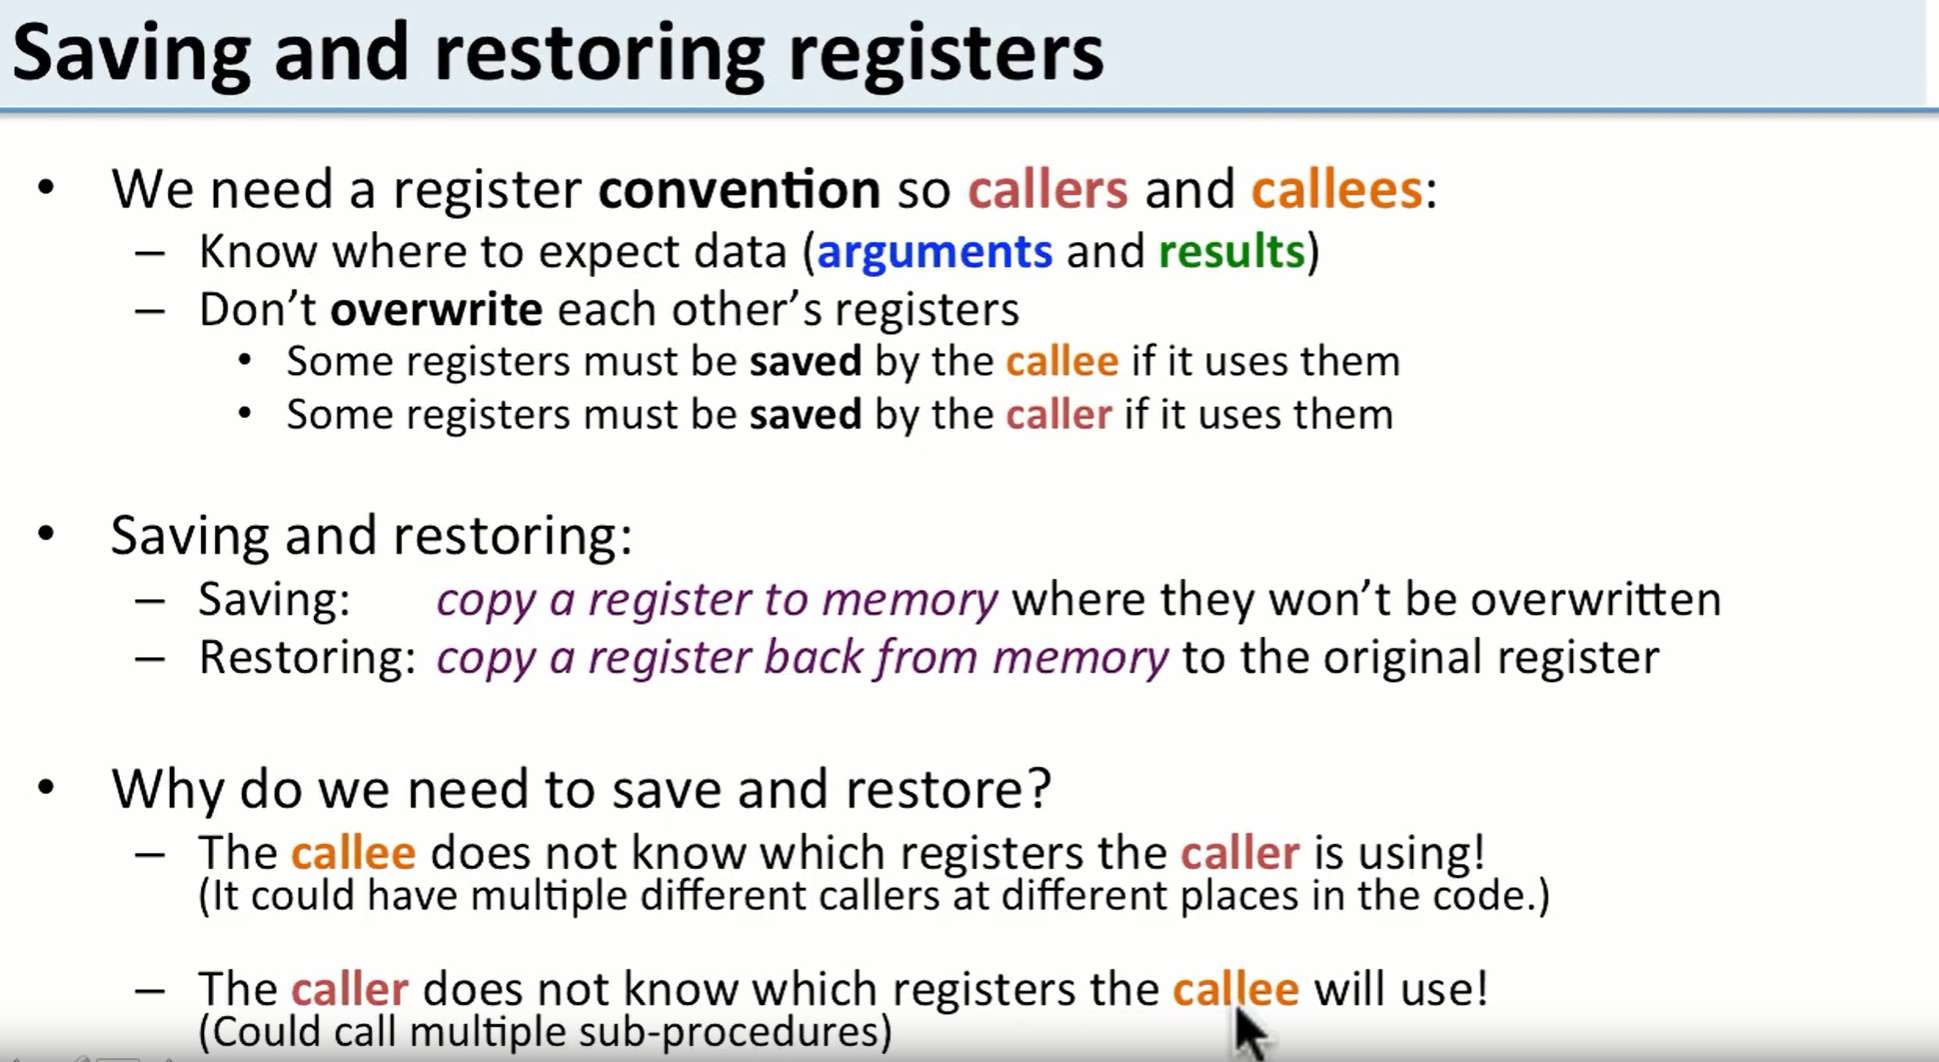 Saving and restoring registers
• We need a register convention so callers and callees:
– Know where to expect data (arguments and results)
– Don’t overwrite each other’s registers
• Some registers must be saved by the callee if it uses them
• Some registers must be saved by the caller if it uses them
• Saving and restoring:
– Saving: copy a register to memory where they won’t be overwritten
– Restoring: copy a register back from memory to the original register
• Why do we need to save and restore?
– The callee does not know which registers the caller is using!
(It could have multiple different callers at different places in the code.)
– The caller does not know which registers the callee will use!
(Could call multiple sub-procedures)